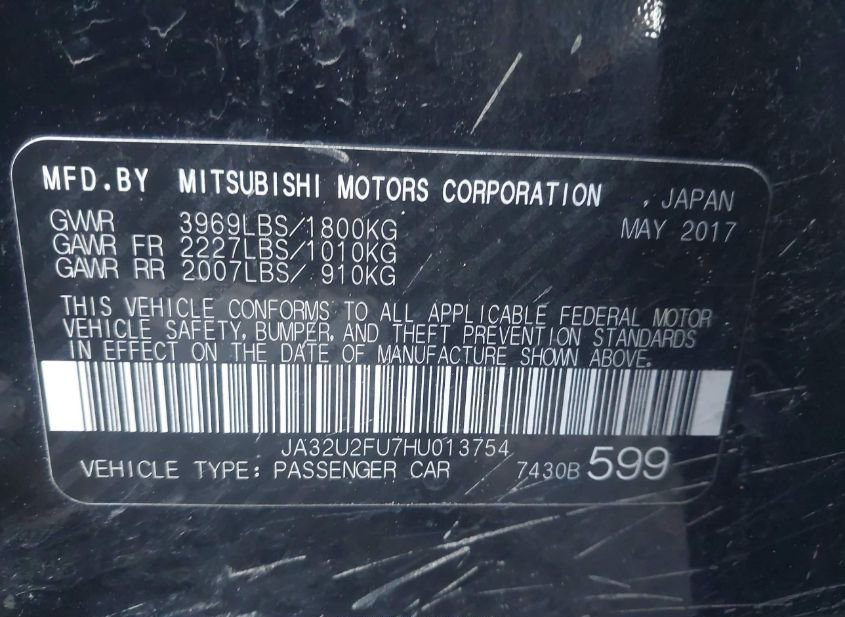 MFD.BY MITSUBISHI MOTORS CORPORATION , JAPAN
GVWR 3969LBS/1800KG MAY 2017
GAWR FR 2227LBS/1010KG
GAWR RR 2007LBS/ 910KG
THIS VEHICLE CONFORMS TO ALL APPLICABLE FEDERAL MOTOR
VEHICLE SAFETY, BUMPER, AND THEFT PREVENTION STANDARDS
IN EFFECT ON THE DATE OF MANUFACTURE SHOWN ABOVE.
JA32U2FU7HU013754
VEHICLE TYPE: PASSENGER CAR 7430B 599